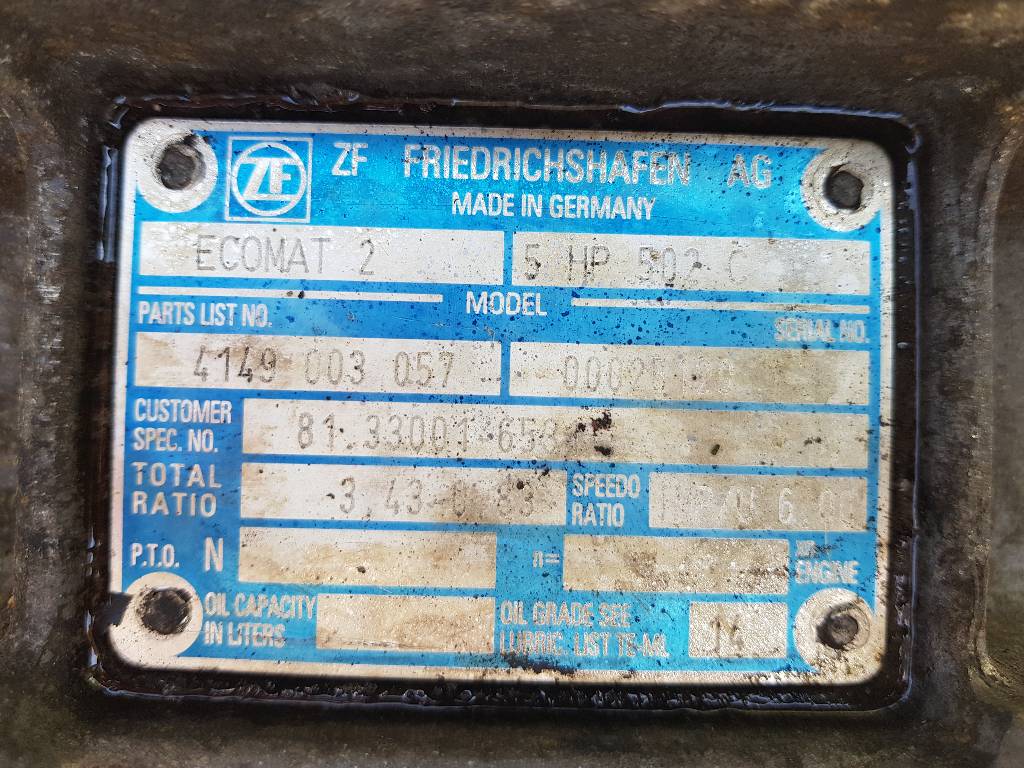 ZF ZF FRIEDRICHSHAFEN AG
MADE IN GERMANY
ECOMAT 2 5 HP 502 C
MODEL
PARTS LIST NO. SERIAL NO.
4149 003 057
CUSTOMER
SPEC. NO.
TOTAL
RATIO 3,43-0,83
SPEEDO
RATIO
P.T.O. N n= ENGINE
OIL CAPACITY
IN LITERS
OIL GRADE SEE
LUBRIC. LIST TE-ML 14